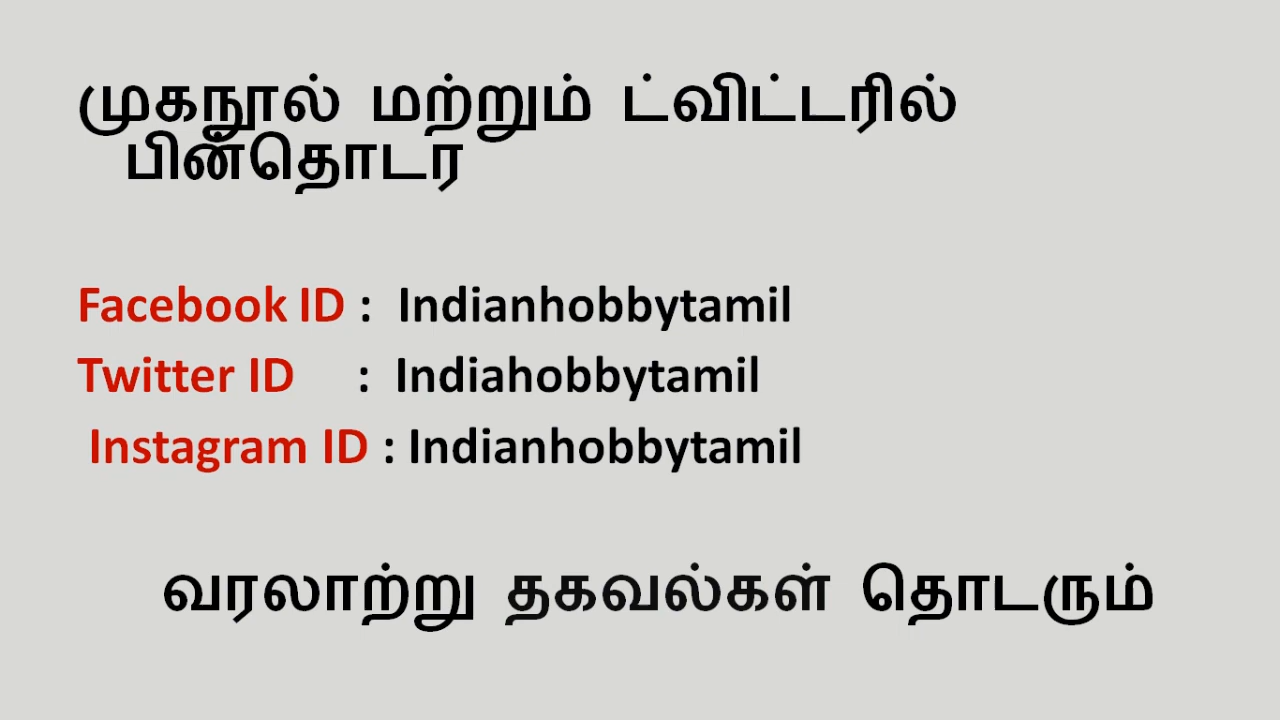 முகநூல் மற்றும் ட்விட்டரில்
பின்தொடர
Facebook ID : Indianhobbytamil
Twitter ID : Indiahobbytamil
Instagram ID : Indianhobbytamil
வரலாற்று தகவல்கள் தொடரும்